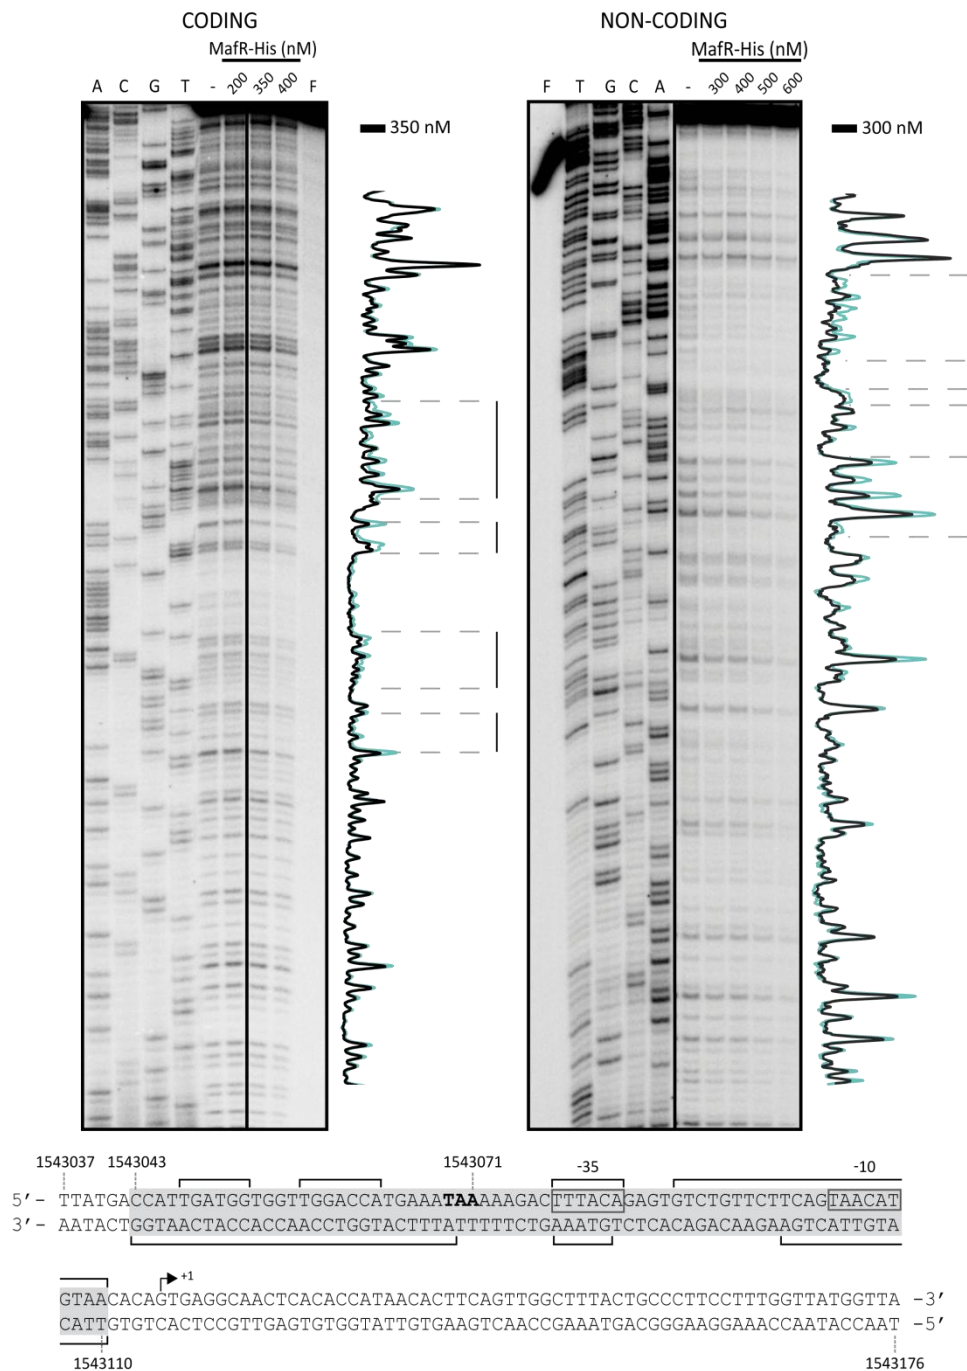 CODING
MafR-His (nM)
A C G T - 200 350 400 F
350 nM
NON-CODING
MafR-His (nM)
F T G C A - 300 400 500 600
300 nM
1543037 1543043 1543071 -35 -10
5′- TTATGACCATTGATGGTGGTTGGACCATGAAATAAAAAGACTTTACAGAGTGTCTGTTCTTCAGTAACAT
3′- AATACTGGTAACTACCACCAACCTGGTACTTTATTTTTCTGAAATGTCTCACAGACAAGAAGTCATTGTA
+1
GTAACACAGTGAGGCAACTCACACCATAACACTTCAGTTGGCTTTACTGCCCTTCCTTTGGTTATGGTTA -3′
CATTGTGTCACTCCGTTGAGTGTGGTATTGTGAAGTCAACCGAAATGACGGGAAGGAAACCAATACCAAT -5′
1543110 1543176